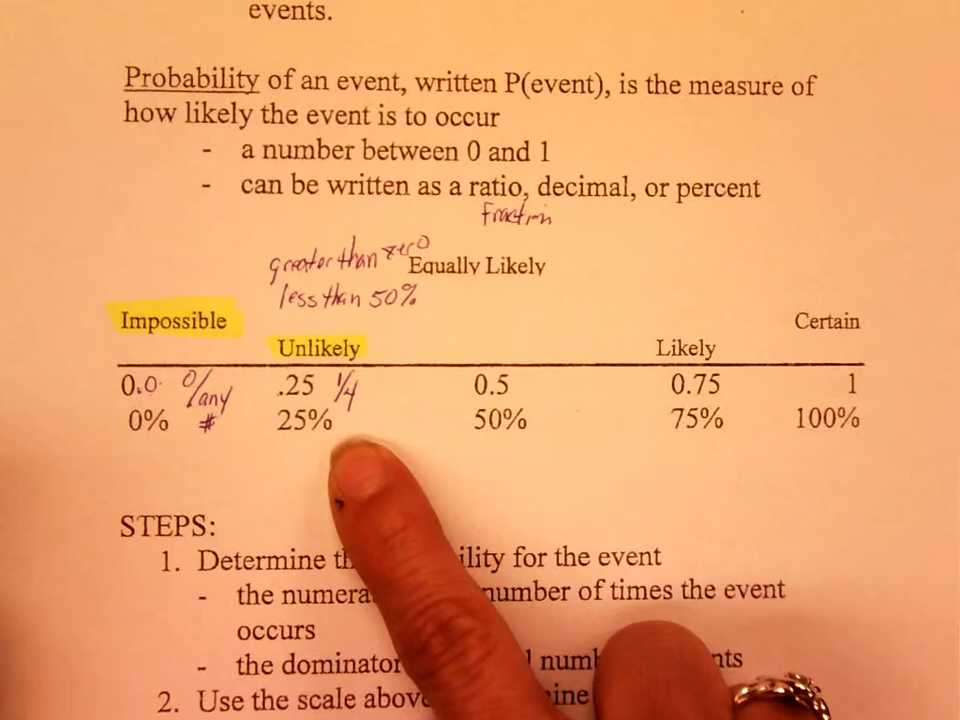 events.
Probability of an event, written P(event), is the measure of
how likely the event is to occur
- a number between 0 and 1
- can be written as a ratio, decimal, or percent
fraction
greater than zero
Equally Likely
less than 50%
Impossible Certain
Unlikely Likely
0.0 0/any .25 1/4 0.5 0.75 1
0% # 25% 50% 75% 100%
STEPS:
1. Determine for the event
- the number of times the event
occurs
- the dominator
2. Use the scale